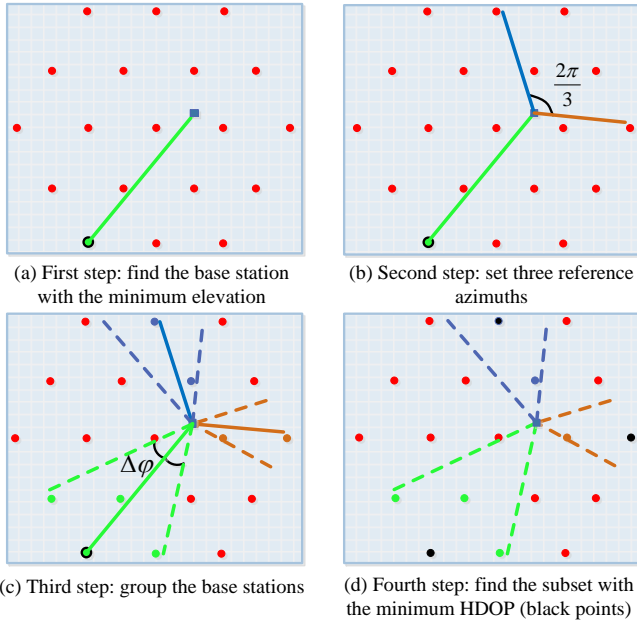 2π
3
(a) First step: find the base station
with the minimum elevation
(b) Second step: set three reference
azimuths
Δφ
(c) Third step: group the base stations
(d) Fourth step: find the subset with
the minimum HDOP (black points)